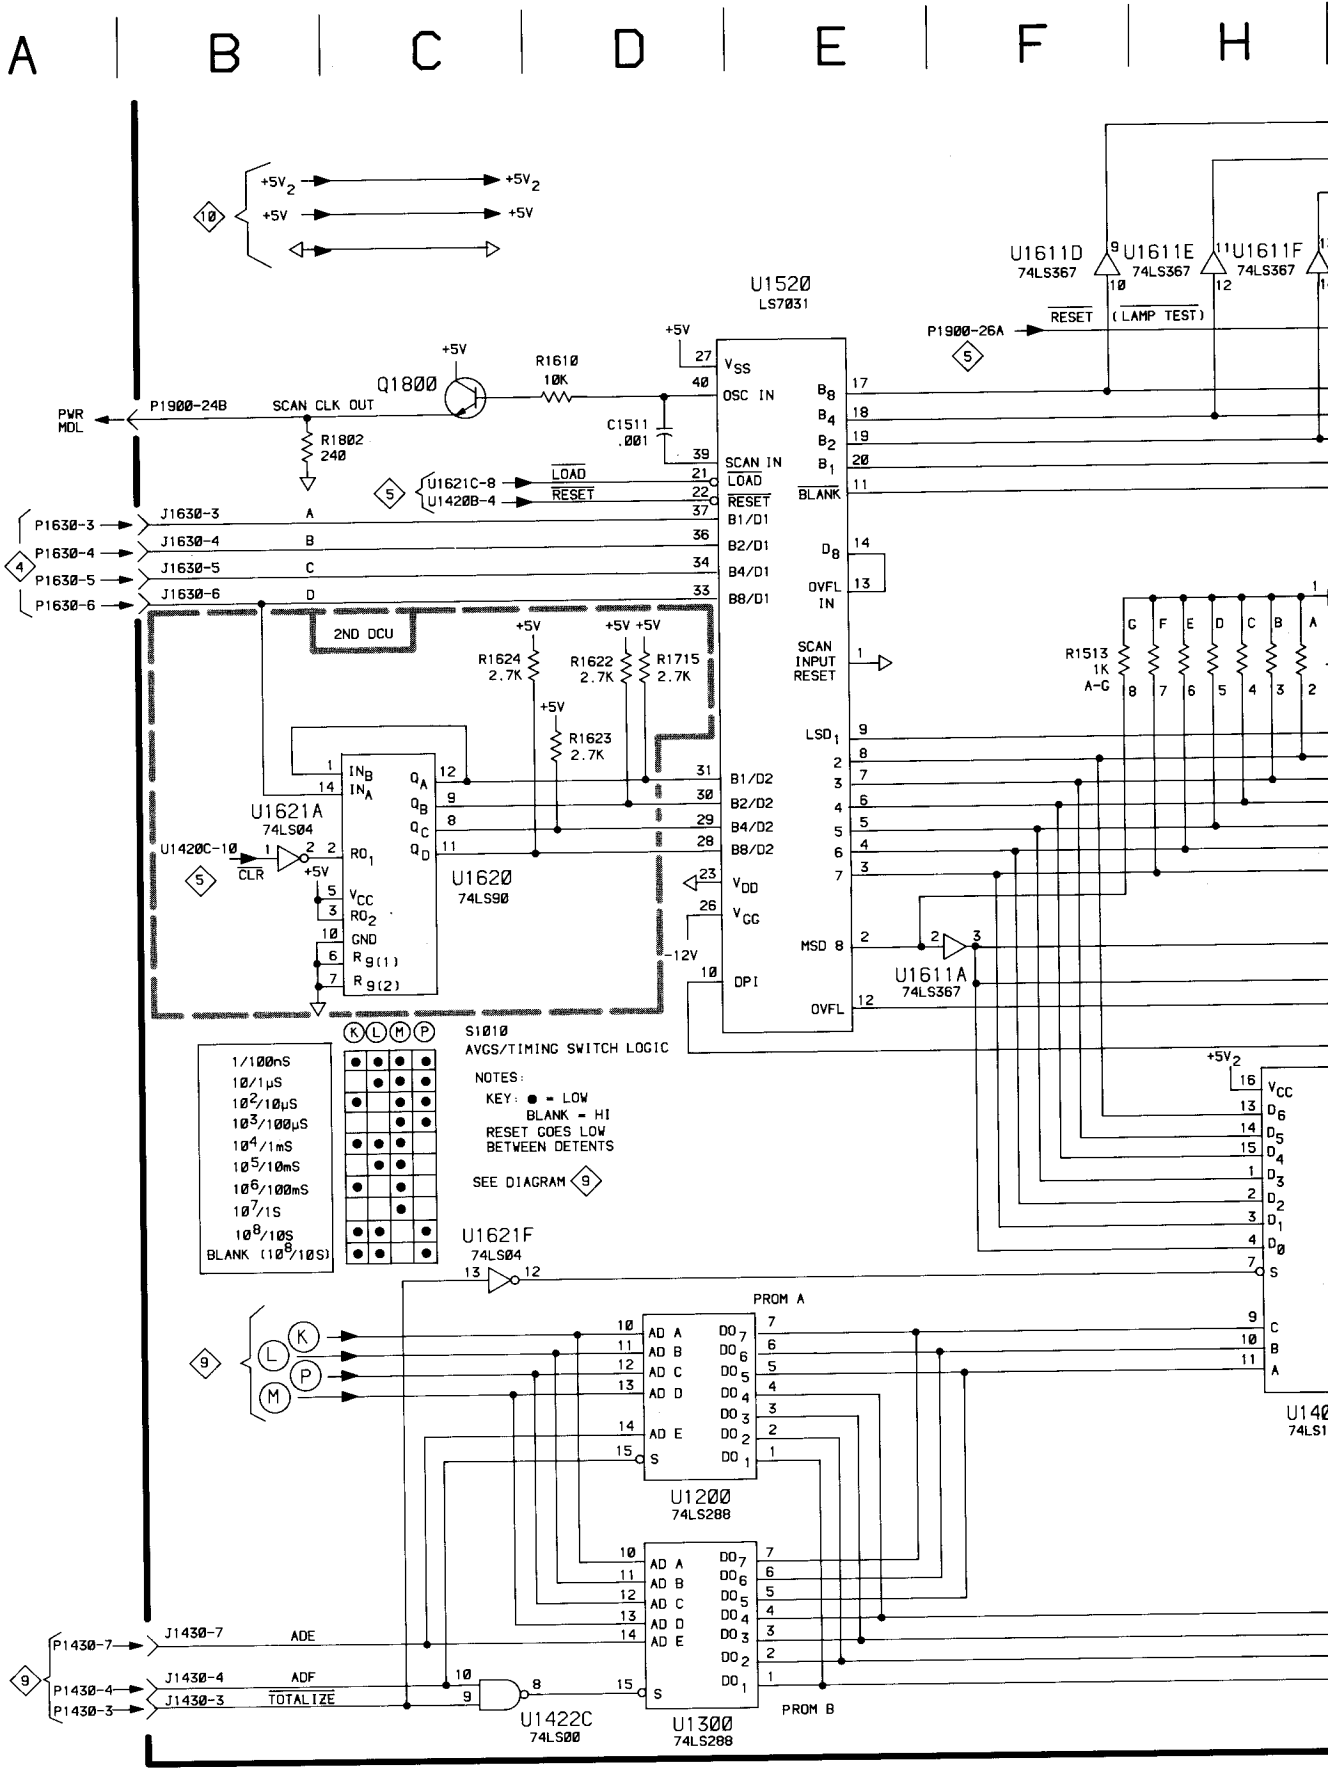 A B C D E F H
+5V2 +5V2
10 +5V +5V
U1611D 9 U1611E 11 U1611F
74LS367 74LS367 74LS367
10 12
U1520
LS7031
RESET (LAMP TEST)
P1900-26A
5
+5V
27 VSS
+5V
R1610
10K
Q1800
40 OSC IN
B8 17
PWR MDL
P1900-24B SCAN CLK OUT
B4 18
C1511
.001
R1802
240
B2 19
39 SCAN IN B1 20
5 U1621C-8 LOAD 21 LOAD
U1420B-4 RESET 22 RESET
BLANK 11
4
P1630-3 J1630-3 A 37 B1/D1
P1630-4 J1630-4 B 36 B2/D1
P1630-5 J1630-5 C 34 B4/D1
P1630-6 J1630-6 D 33 B8/D1
D8 14
OVFL IN 13
2ND DCU
+5V +5V +5V
R1624
2.7K
R1622
2.7K
R1715
2.7K
+5V
R1623
2.7K
SCAN INPUT RESET 1
1
G F E D C B A
R1513
1K
A-G
8 7 6 5 4 3 2
LSD1 9
2 8
3 7
4 6
5 5
6 4
7 3
1 INB QA 12 31 B1/D2
14 INA QB 9 30 B2/D2
QC 8 29 B4/D2
QD 11 28 B8/D2
U1621A
74LS04
U1420C-10 1 2 2 RO1
5 CLR
+5V
5 VCC
3 RO2
10 GND
6 R9(1)
7 R9(2)
U1620
74LS90
23 VDD
26 VGG
-12V
10 DPI
MSD 8 2 2 3
U1611A
74LS367
OVFL 12
K L M P
S1010
AVGS/TIMING SWITCH LOGIC
1/100nS
10/1µS
10²/10µS
10³/100µS
10⁴/1mS
10⁵/10mS
10⁶/100mS
10⁷/1S
10⁸/10S
BLANK (10⁸/10S)
NOTES:
KEY: ● = LOW
BLANK = HI
RESET GOES LOW
BETWEEN DETENTS
SEE DIAGRAM 9
+5V2
16 VCC
13 D6
14 D5
15 D4
1 D3
2 D2
3 D1
4 D0
7 S
9 C
10 B
11 A
U1621F
74LS04
13 12
PROM A
9
K 10 AD A DO7 7
L 11 AD B DO6 6
P 12 AD C DO5 5
M 13 AD D DO4 4
DO3 3
14 AD E DO2 2
15 S DO1 1
U1200
74LS288
10 AD A DO7 7
11 AD B DO6 6
12 AD C DO5 5
13 AD D DO4 4
14 AD E DO3 3
DO2 2
15 S DO1 1
9
P1430-7 J1430-7 ADE
P1430-4 J1430-4 ADF 10 8
P1430-3 J1430-3 TOTALIZE 9
U1422C
74LS00
U1300
74LS288
PROM B